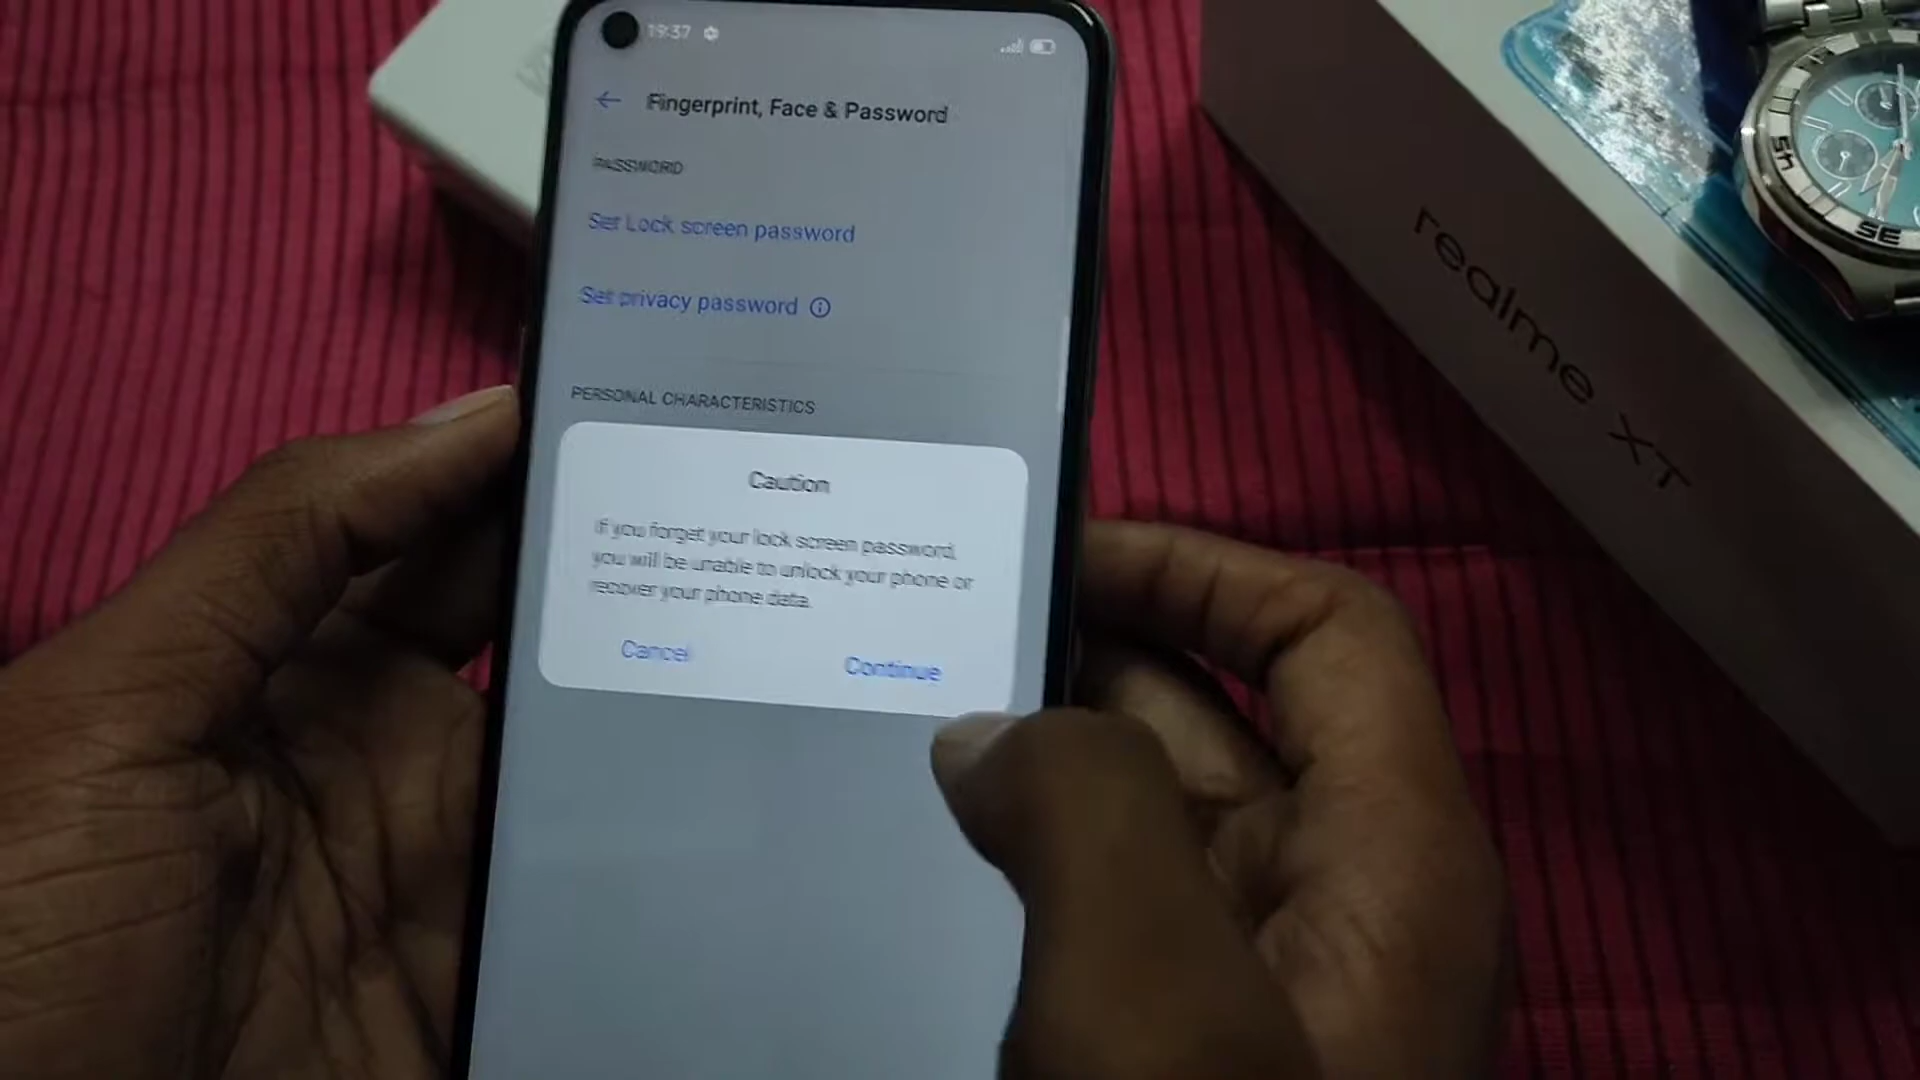 19:37
Fingerprint, Face & Password
PASSWORD
Set Lock screen password
Set privacy password
PERSONAL CHARACTERISTICS
Caution
If you forget your lock screen password,
you will be unable to unlock your phone or
recover your phone data.
Cancel
Continue
realme XT
45
35